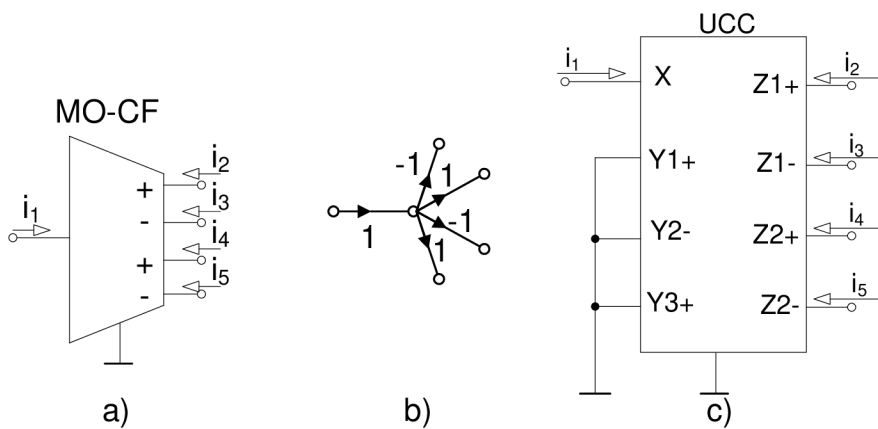 MO-CF
i1
+
-
+
-
i2
i3
i4
i5
a)
-1
1
1
-1
1
b)
UCC
i1
X
Y1+
Y2-
Y3+
Z1+
Z1-
Z2+
Z2-
i2
i3
i4
i5
c)